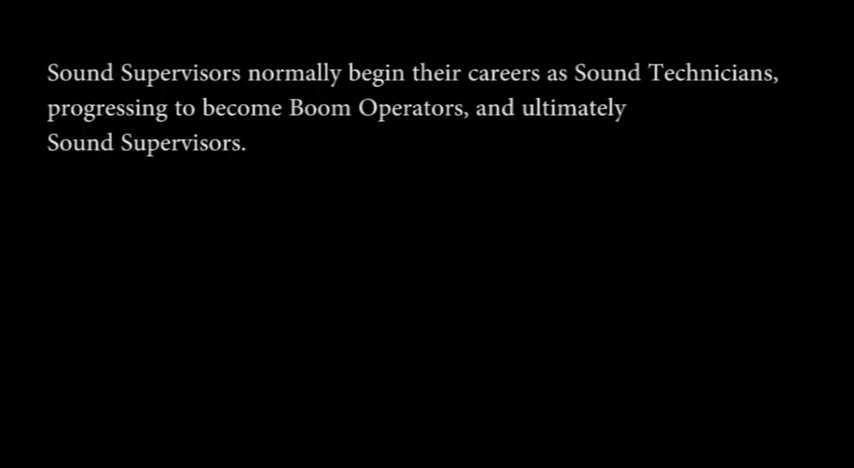 Sound Supervisors normally begin their careers as Sound Technicians,
progressing to become Boom Operators, and ultimately
Sound Supervisors.